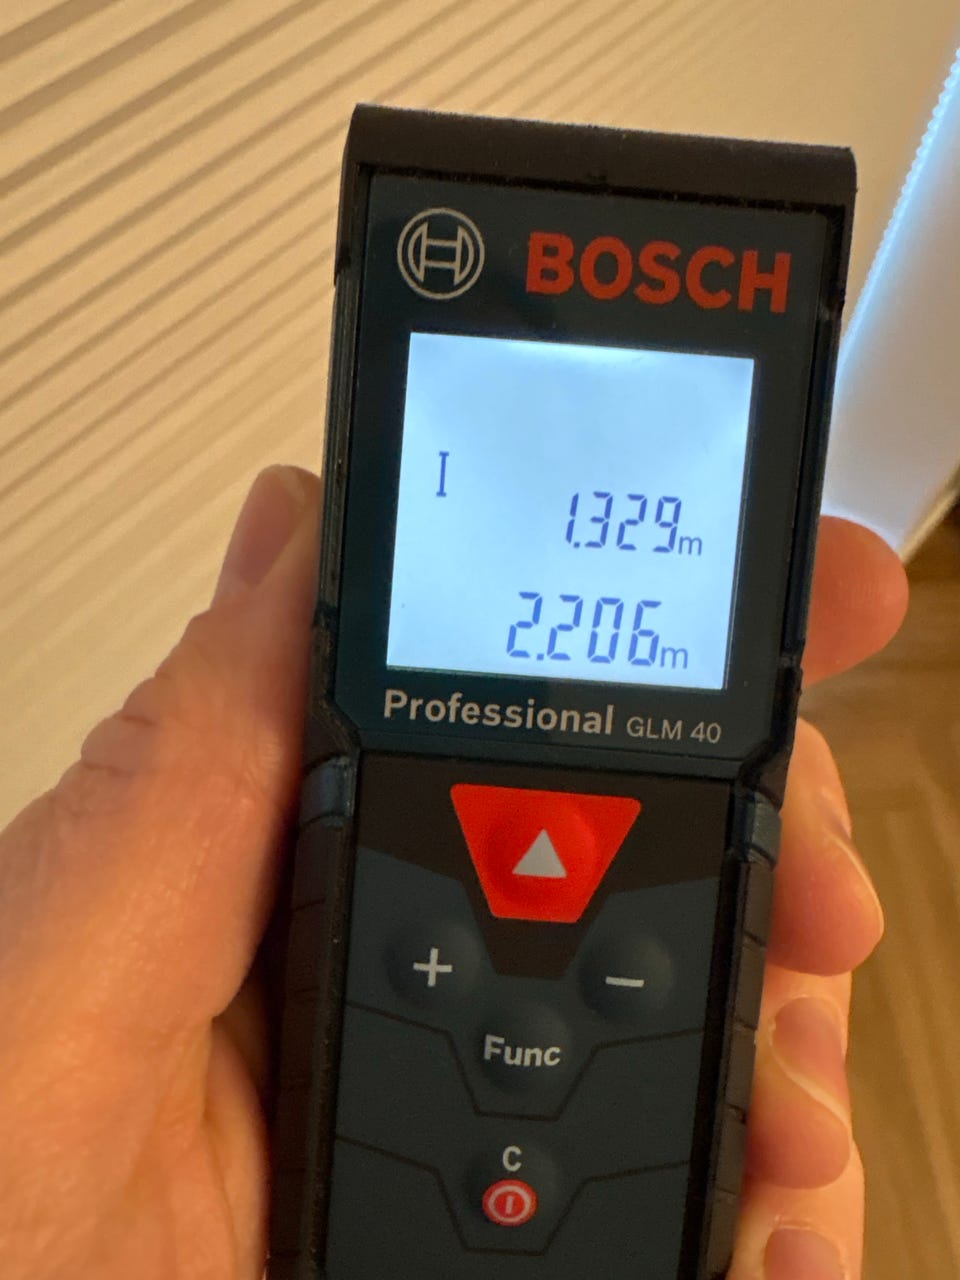 BOSCH
I
1.329m
2.206m
Professional GLM 40
+ −
Func
C